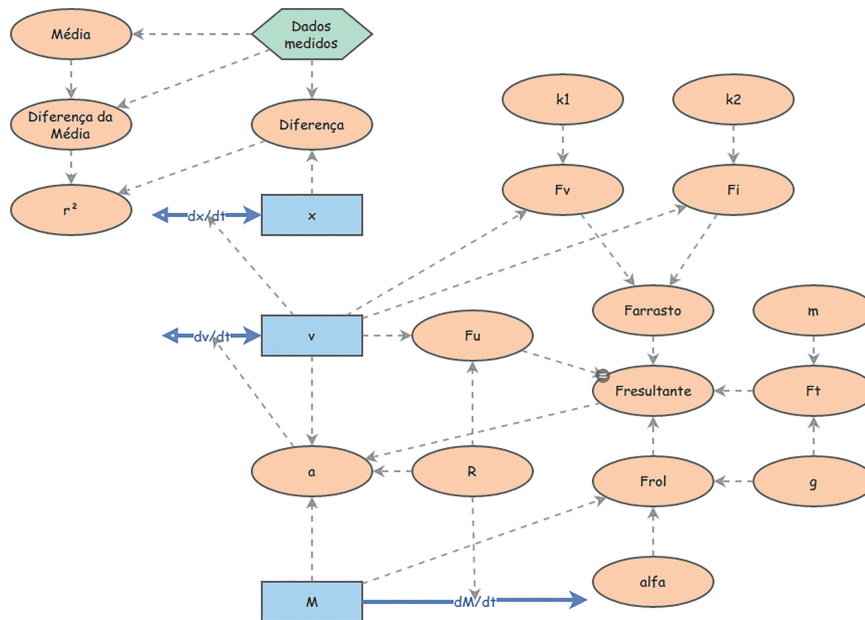 Média
Dados
medidos
k1
k2
Diferença da
Média
Diferença
Fv
Fi
r²
dx/dt
x
Farrasto
m
dv/dt
v
Fu
Fresultante
Ft
a
R
Frol
g
alfa
M
dM/dt